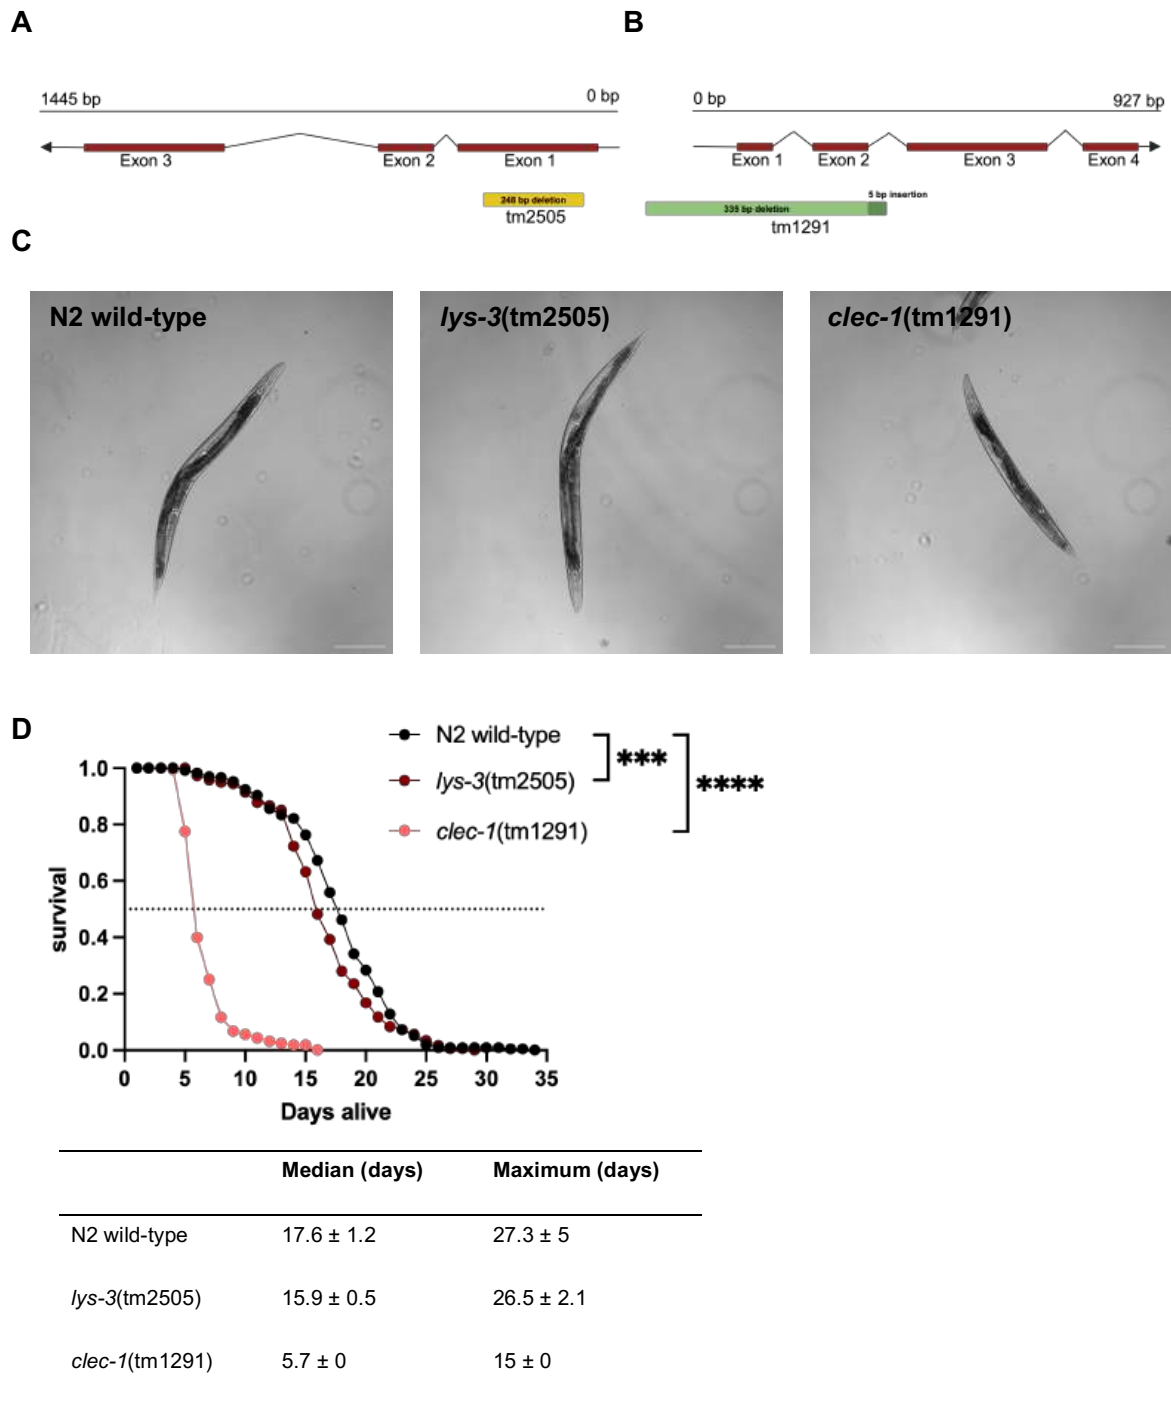 A
B
1445 bp
0 bp
Exon 3
Exon 2
Exon 1
248 bp deletion
tm2505
0 bp
927 bp
Exon 1
Exon 2
Exon 3
Exon 4
5 bp insertion
335 bp deletion
tm1291
C
N2 wild-type
lys-3(tm2505)
clec-1(tm1291)
D
N2 wild-type
lys-3(tm2505)
clec-1(tm1291)
***
****
survival
1.0
0.8
0.6
0.4
0.2
0.0
0 5 10 15 20 25 30 35
Days alive
Median (days) Maximum (days)
N2 wild-type 17.6 ± 1.2 27.3 ± 5
lys-3(tm2505) 15.9 ± 0.5 26.5 ± 2.1
clec-1(tm1291) 5.7 ± 0 15 ± 0